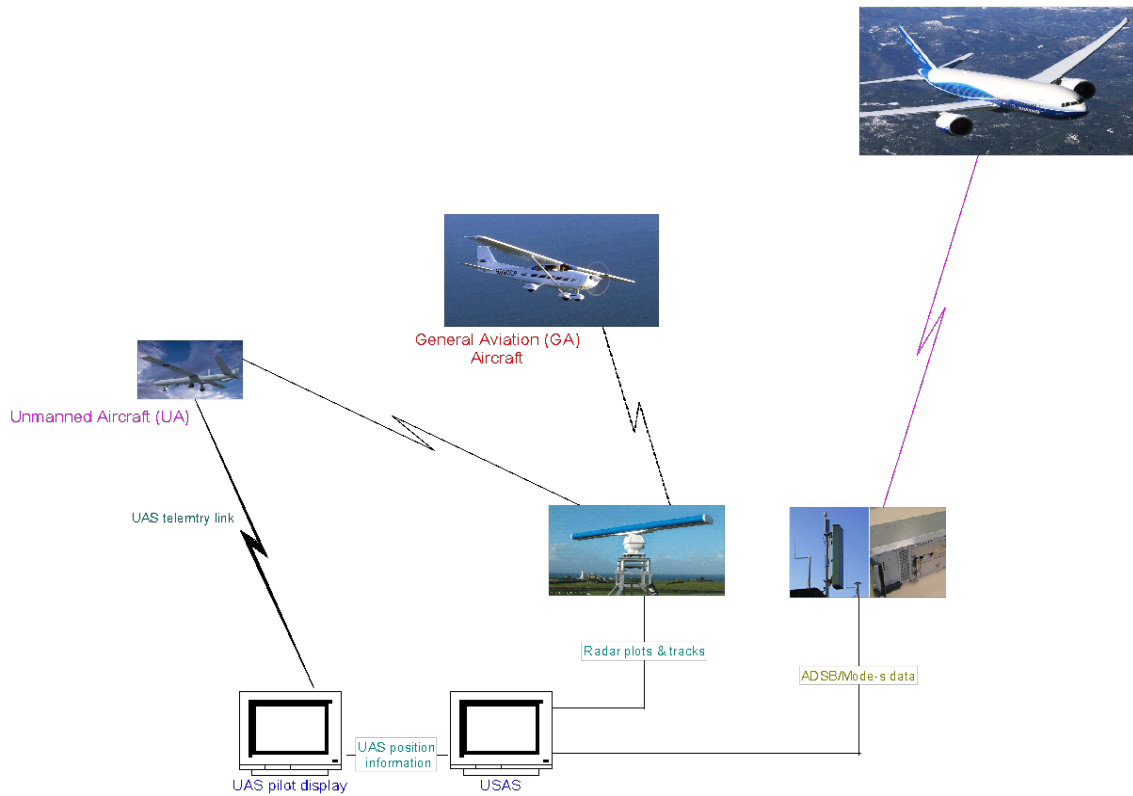 General Aviation (GA)
Aircraft
Unmanned Aircraft (UA)
UAS telemtry link
Radar plots & tracks
ADSB/Mode-s data
UAS position
information
UAS pilot display
USAS